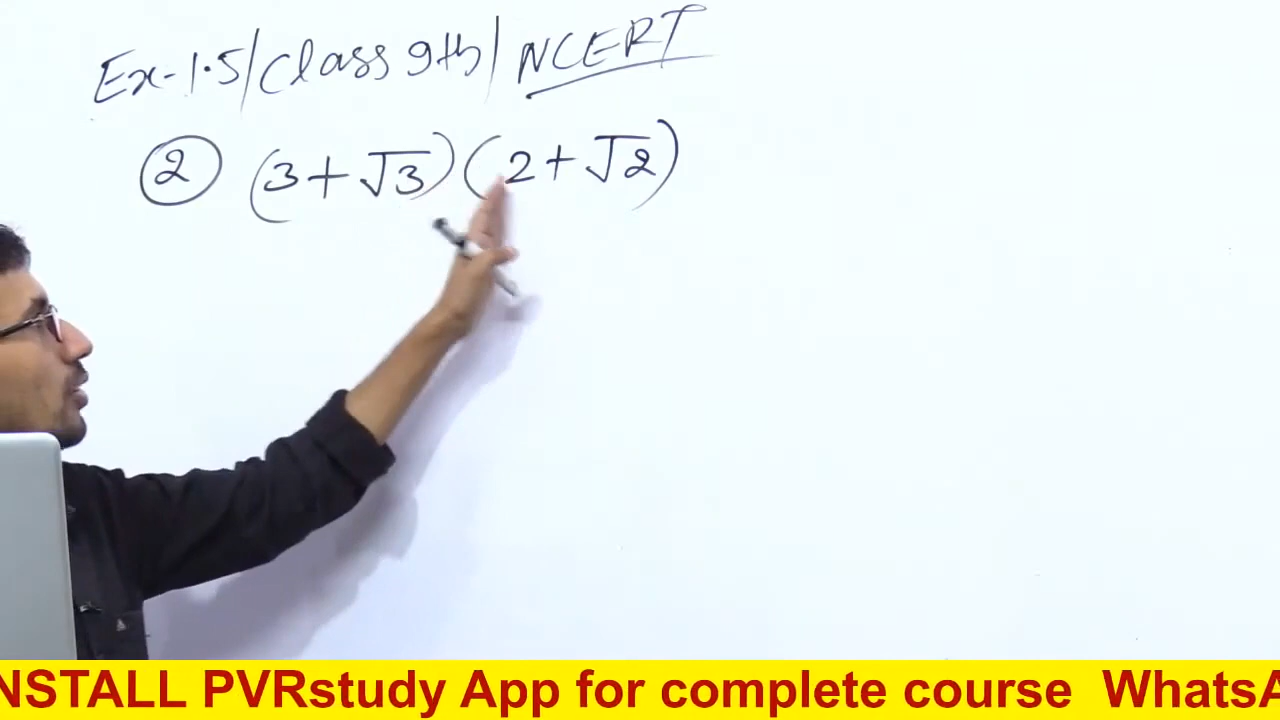 Ex-1.5/Class 9th/NCERT
② (3+√3)(2+√2)
NSTALL PVRstudy App for complete course WhatsA